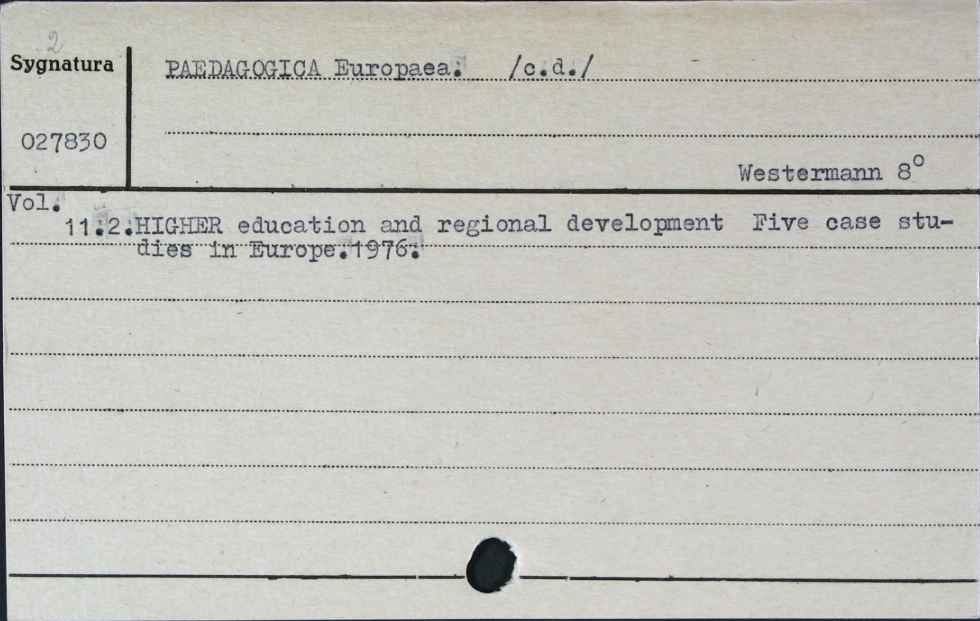 2
Sygnatura
PAEDAGOGICA Europaea. /c.d./
027830
Westermann 8°
Vol.
11.2.HIGHER education and regional development Five case stu-
dies in Europe.1976.